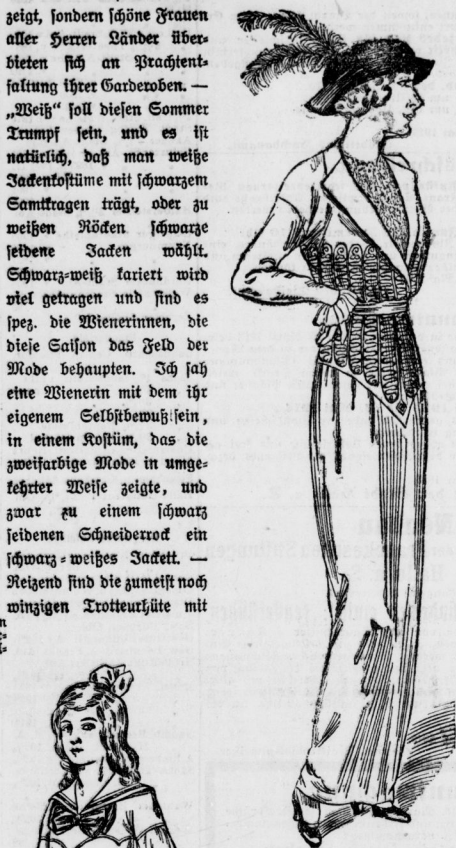 zeigt, sondern schöne Frauen
aller Herren Länder über-
bieten sich an Prachtent-
faltung ihrer Garderoben. —
„Weiß“ soll diesen Sommer
Trumpf sein, und es ist
natürlich, daß man weiße
Jackenkostüme mit schwarzem
Samtkragen trägt, oder zu
weißen Röcken schwarze
seidene Jacken wählt.
Schwarz-weiß kariert wird
viel getragen und sind es
spez. die Wienerinnen, die
diese Saison das Feld der
Mode behaupten. Ich sah
eine Wienerin mit dem ihr
eigenem Selbstbewußtsein,
in einem Kostüm, das die
zweifarbige Mode in umge-
kehrter Weise zeigte, und
zwar zu einem schwarz
seidenen Schneiderrock ein
schwarz-weißes Jackett. —
Reizend sind die zumeist noch
winzigen Trotteurhüte mit